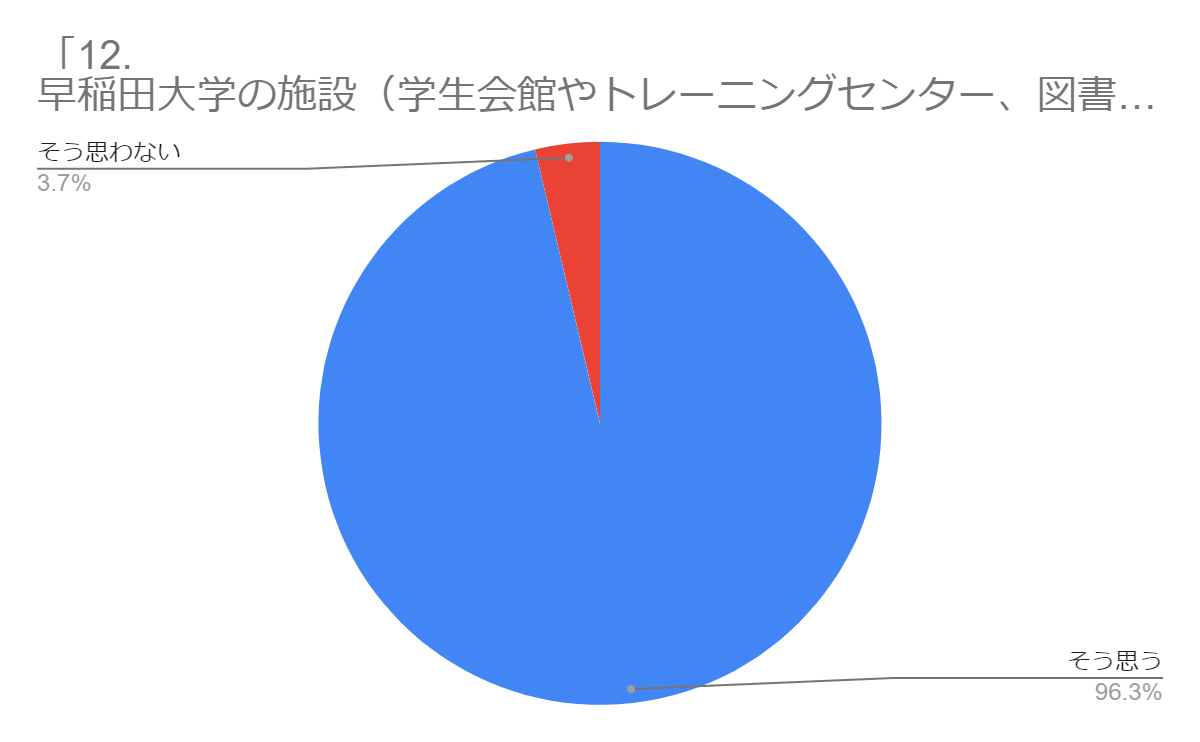 「12.
早稲田大学の施設（学生会館やトレーニングセンター、図書…
そう思わない
3.7%
そう思う
96.3%